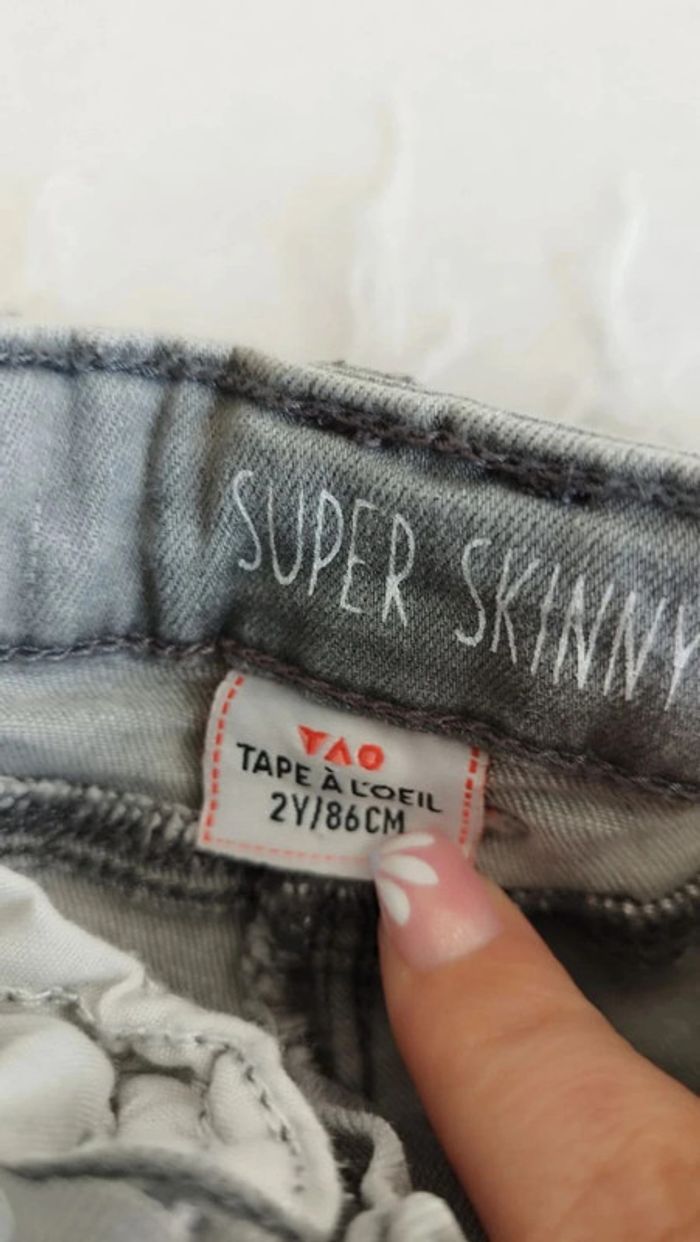 SUPER SKINNY
TAO
TAPE À L'OEIL
2Y/86CM